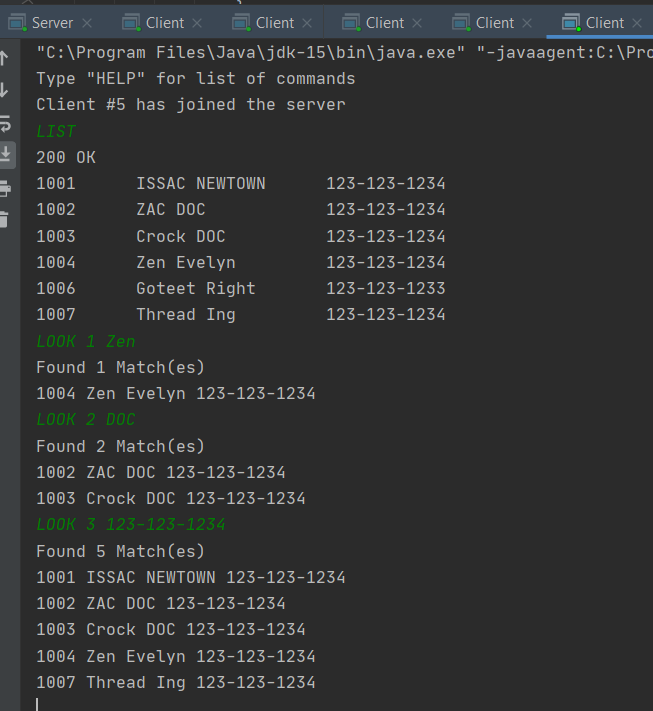 Server Client Client Client Client Client
"C:\Program Files\Java\jdk-15\bin\java.exe" "-javaagent:C:\Pro
Type "HELP" for list of commands
Client #5 has joined the server
LIST
200 OK
1001 ISSAC NEWTOWN 123-123-1234
1002 ZAC DOC 123-123-1234
1003 Crock DOC 123-123-1234
1004 Zen Evelyn 123-123-1234
1006 Goteet Right 123-123-1233
1007 Thread Ing 123-123-1234
LOOK 1 Zen
Found 1 Match(es)
1004 Zen Evelyn 123-123-1234
LOOK 2 DOC
Found 2 Match(es)
1002 ZAC DOC 123-123-1234
1003 Crock DOC 123-123-1234
LOOK 3 123-123-1234
Found 5 Match(es)
1001 ISSAC NEWTOWN 123-123-1234
1002 ZAC DOC 123-123-1234
1003 Crock DOC 123-123-1234
1004 Zen Evelyn 123-123-1234
1007 Thread Ing 123-123-1234